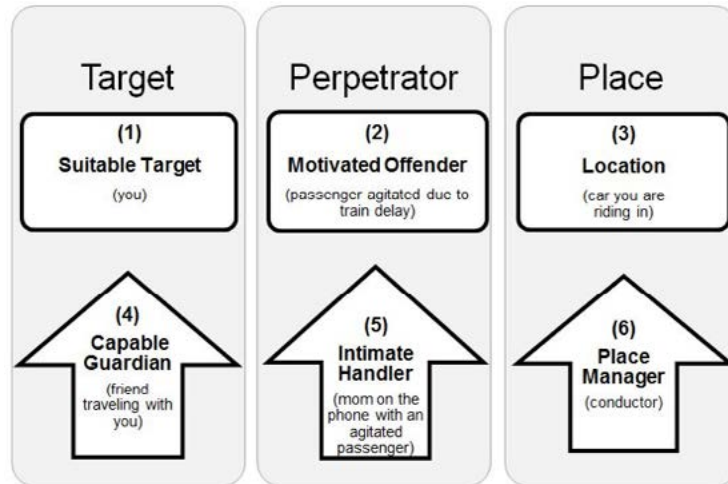 Target
(1)
Suitable Target
(you)
(4)
Capable
Guardian
(friend
traveling with
you)
Perpetrator
(2)
Motivated Offender
(passenger agitated due to
train delay)
(5)
Intimate
Handler
(mom on the
phone with an
agitated
passenger)
Place
(3)
Location
(car you are
riding in)
(6)
Place
Manager
(conductor)